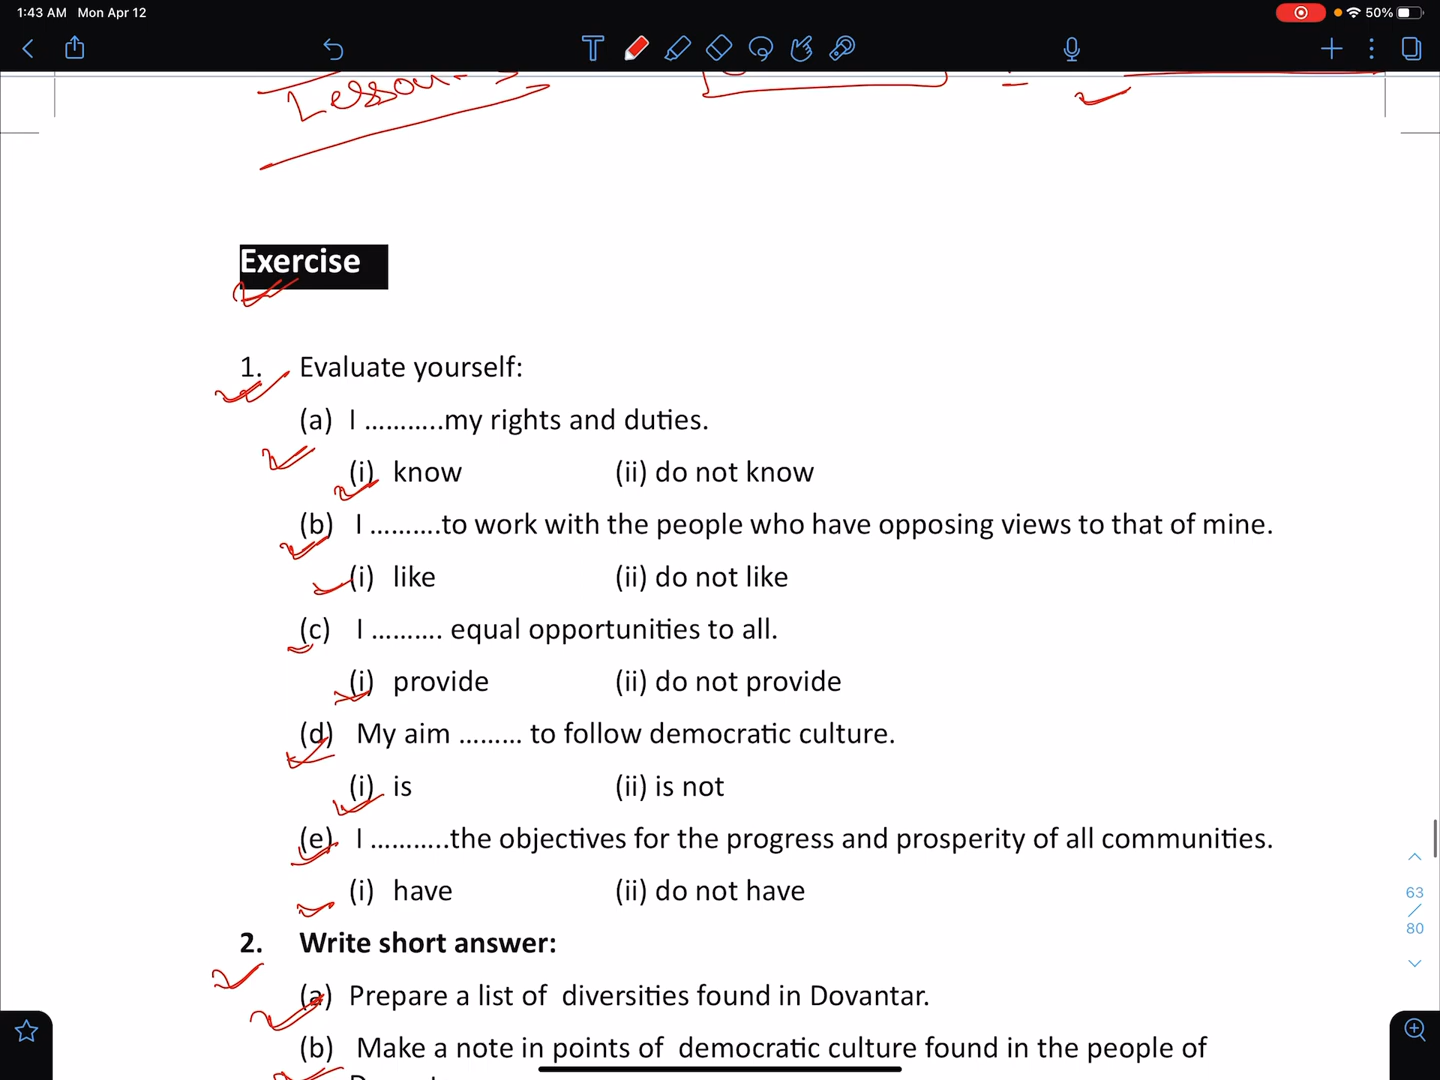 1:43 AM Mon Apr 12
50%
Lesson
Exercise
1. Evaluate yourself:
(a) I ...........my rights and duties.
(i) know (ii) do not know
(b) I ..........to work with the people who have opposing views to that of mine.
(i) like (ii) do not like
(c) I .......... equal opportunities to all.
(i) provide (ii) do not provide
(d) My aim ......... to follow democratic culture.
(i) is (ii) is not
(e) I ...........the objectives for the progress and prosperity of all communities.
(i) have (ii) do not have
63
/
80
2. Write short answer:
(a) Prepare a list of diversities found in Dovantar.
(b) Make a note in points of democratic culture found in the people of